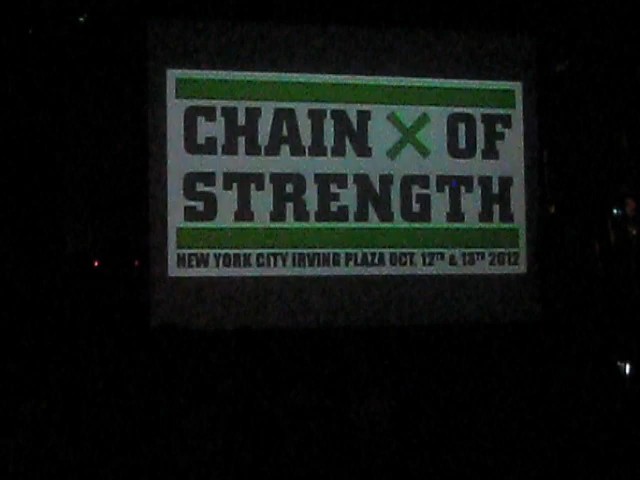 CHAIN X OF
STRENGTH
NEW YORK CITY IRVING PLAZA OCT. 12TH & 13TH 2012